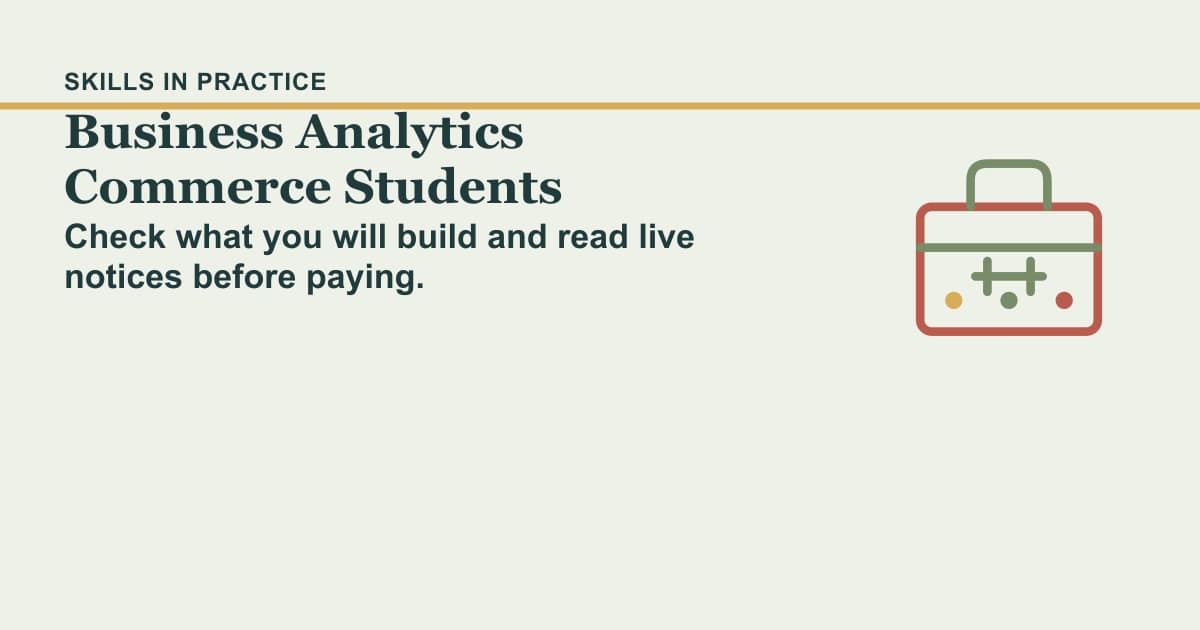 SKILLS IN PRACTICE
Business Analytics
Commerce Students
Check what you will build and read live
notices before paying.